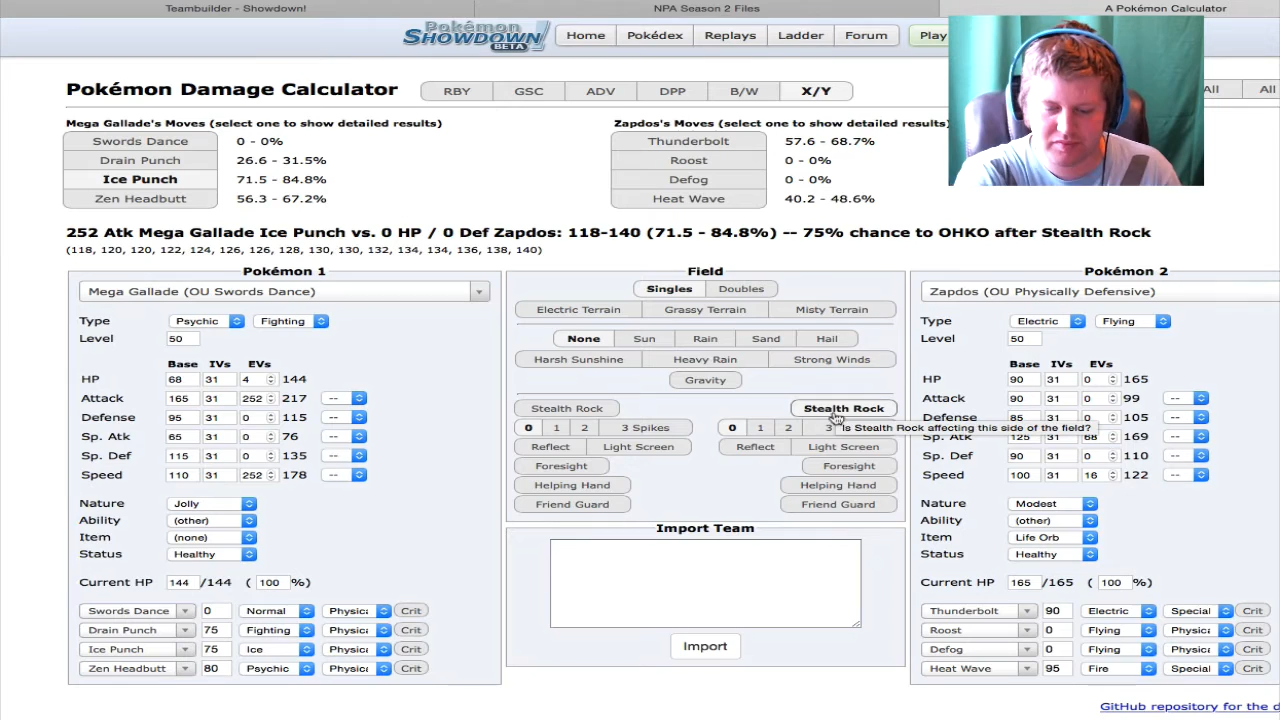 Teambuilder - Showdown! NPA Season 2 Files A Pokémon Calculator
Pokémon SHOWDOWN BETA Home Pokédex Replays Ladder Forum Play
Pokémon Damage Calculator RBY GSC ADV DPP B/W X/Y All All
Mega Gallade's Moves (select one to show detailed results) Zapdos's Moves (select one to show detailed results)
Swords Dance 0 - 0% Thunderbolt 57.6 - 68.7%
Drain Punch 26.6 - 31.5% Roost 0 - 0%
Ice Punch 71.5 - 84.8% Defog 0 - 0%
Zen Headbutt 56.3 - 67.2% Heat Wave 40.2 - 48.6%
252 Atk Mega Gallade Ice Punch vs. 0 HP / 0 Def Zapdos: 118-140 (71.5 - 84.8%) -- 75% chance to OHKO after Stealth Rock
(118, 120, 120, 122, 124, 126, 126, 128, 130, 130, 132, 134, 134, 136, 138, 140)
Pokémon 1
Mega Gallade (OU Swords Dance)
Type Psychic Fighting
Level 50
Base IVs EVs
HP 68 31 4 144
Attack 165 31 252 217 --
Defense 95 31 0 115 --
Sp. Atk 65 31 0 76 --
Sp. Def 115 31 0 135 --
Speed 110 31 252 178 --
Nature Jolly
Ability (other)
Item (none)
Status Healthy
Current HP 144 /144 ( 100 %)
Swords Dance 0 Normal Physica Crit
Drain Punch 75 Fighting Physica Crit
Ice Punch 75 Ice Physica Crit
Zen Headbutt 80 Psychic Physica Crit
Field
Singles Doubles
Electric Terrain Grassy Terrain Misty Terrain
None Sun Rain Sand Hail
Harsh Sunshine Heavy Rain Strong Winds
Gravity
Stealth Rock Stealth Rock
0 1 2 3 Spikes 0 1 2 3
Is Stealth Rock affecting this side of the field?
Reflect Light Screen Reflect Light Screen
Foresight Foresight
Helping Hand Helping Hand
Friend Guard Friend Guard
Import Team
Import
Pokémon 2
Zapdos (OU Physically Defensive)
Type Electric Flying
Level 50
Base IVs EVs
HP 90 31 0 165
Attack 90 31 0 99 --
Defense 85 31 0 105 --
Sp. Atk 125 31 68 169 --
Sp. Def 90 31 0 110 --
Speed 100 31 16 122 --
Nature Modest
Ability (other)
Item Life Orb
Status Healthy
Current HP 165 /165 ( 100 %)
Thunderbolt 90 Electric Special Crit
Roost 0 Flying Physica Crit
Defog 0 Flying Physica Crit
Heat Wave 95 Fire Special Crit
GitHub repository for the d